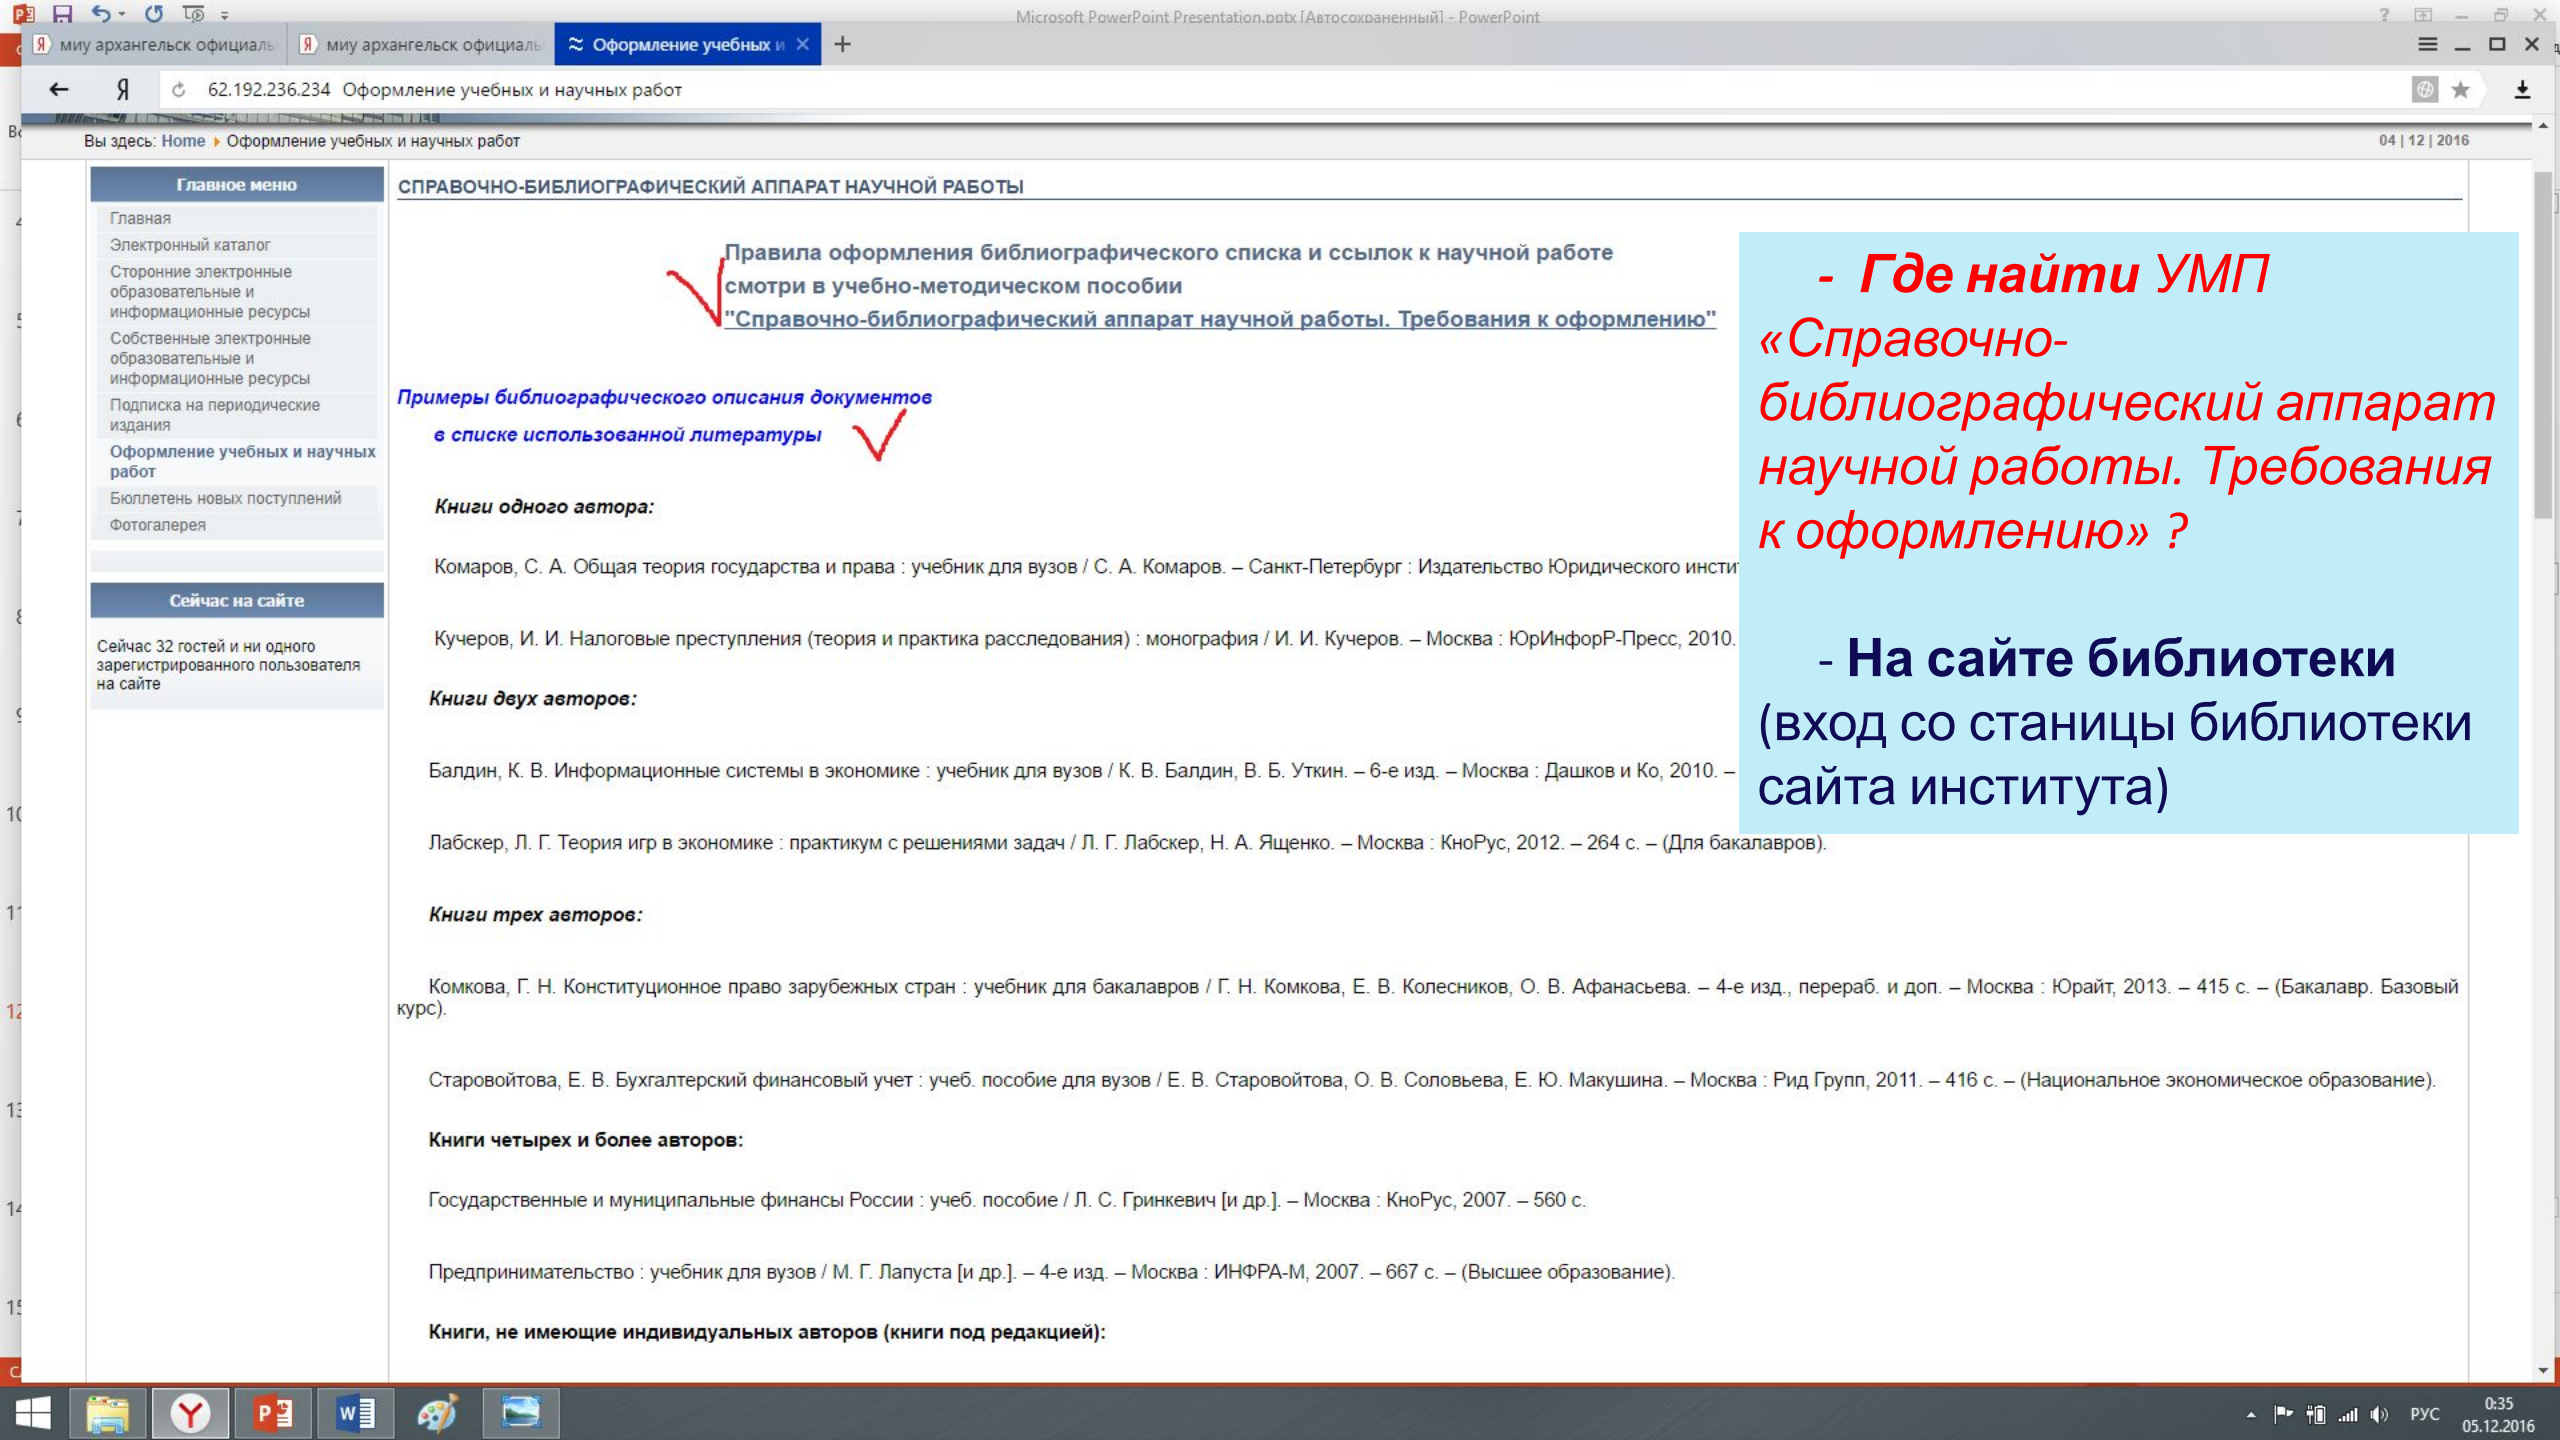 Microsoft PowerPoint Presentation.pptx [Автосохраненный] - PowerPoint
миу архангельск официаль
миу архангельск официаль
Оформление учебных и
62.192.236.234 Оформление учебных и научных работ
Вы здесь: Home Оформление учебных и научных работ
04 | 12 | 2016
Главное меню
Главная
Электронный каталог
Сторонние электронные
образовательные и
информационные ресурсы
Собственные электронные
образовательные и
информационные ресурсы
Подписка на периодические
издания
Оформление учебных и научных
работ
Бюллетень новых поступлений
Фотогалерея
Сейчас на сайте
Сейчас 32 гостей и ни одного
зарегистрированного пользователя
на сайте
СПРАВОЧНО-БИБЛИОГРАФИЧЕСКИЙ АППАРАТ НАУЧНОЙ РАБОТЫ
Правила оформления библиографического списка и ссылок к научной работе
смотри в учебно-методическом пособии
"Справочно-библиографический аппарат научной работы. Требования к оформлению"
Примеры библиографического описания документов
в списке использованной литературы
Книги одного автора:
Комаров, С. А. Общая теория государства и права : учебник для вузов / С. А. Комаров. – Санкт-Петербург : Издательство Юридического инсти
Кучеров, И. И. Налоговые преступления (теория и практика расследования) : монография / И. И. Кучеров. – Москва : ЮрИнфорР-Пресс, 2010.
Книги двух авторов:
Балдин, К. В. Информационные системы в экономике : учебник для вузов / К. В. Балдин, В. Б. Уткин. – 6-е изд. – Москва : Дашков и Ко, 2010. –
Лабскер, Л. Г. Теория игр в экономике : практикум с решениями задач / Л. Г. Лабскер, Н. А. Ященко. – Москва : КноРус, 2012. – 264 с. – (Для бакалавров).
Книги трех авторов:
Комкова, Г. Н. Конституционное право зарубежных стран : учебник для бакалавров / Г. Н. Комкова, Е. В. Колесников, О. В. Афанасьева. – 4-е изд., перераб. и доп. – Москва : Юрайт, 2013. – 415 с. – (Бакалавр. Базовый
курс).
Старовойтова, Е. В. Бухгалтерский финансовый учет : учеб. пособие для вузов / Е. В. Старовойтова, О. В. Соловьева, Е. Ю. Макушина. – Москва : Рид Групп, 2011. – 416 с. – (Национальное экономическое образование).
Книги четырех и более авторов:
Государственные и муниципальные финансы России : учеб. пособие / Л. С. Гринкевич [и др.]. – Москва : КноРус, 2007. – 560 с.
Предпринимательство : учебник для вузов / М. Г. Лапуста [и др.]. – 4-е изд. – Москва : ИНФРА-М, 2007. – 667 с. – (Высшее образование).
Книги, не имеющие индивидуальных авторов (книги под редакцией):
- Где найти УМП
«Справочно-
библиографический аппарат
научной работы. Требования
к оформлению» ?
- На сайте библиотеки
(вход со станицы библиотеки
сайта института)
РУС
0:35
05.12.2016